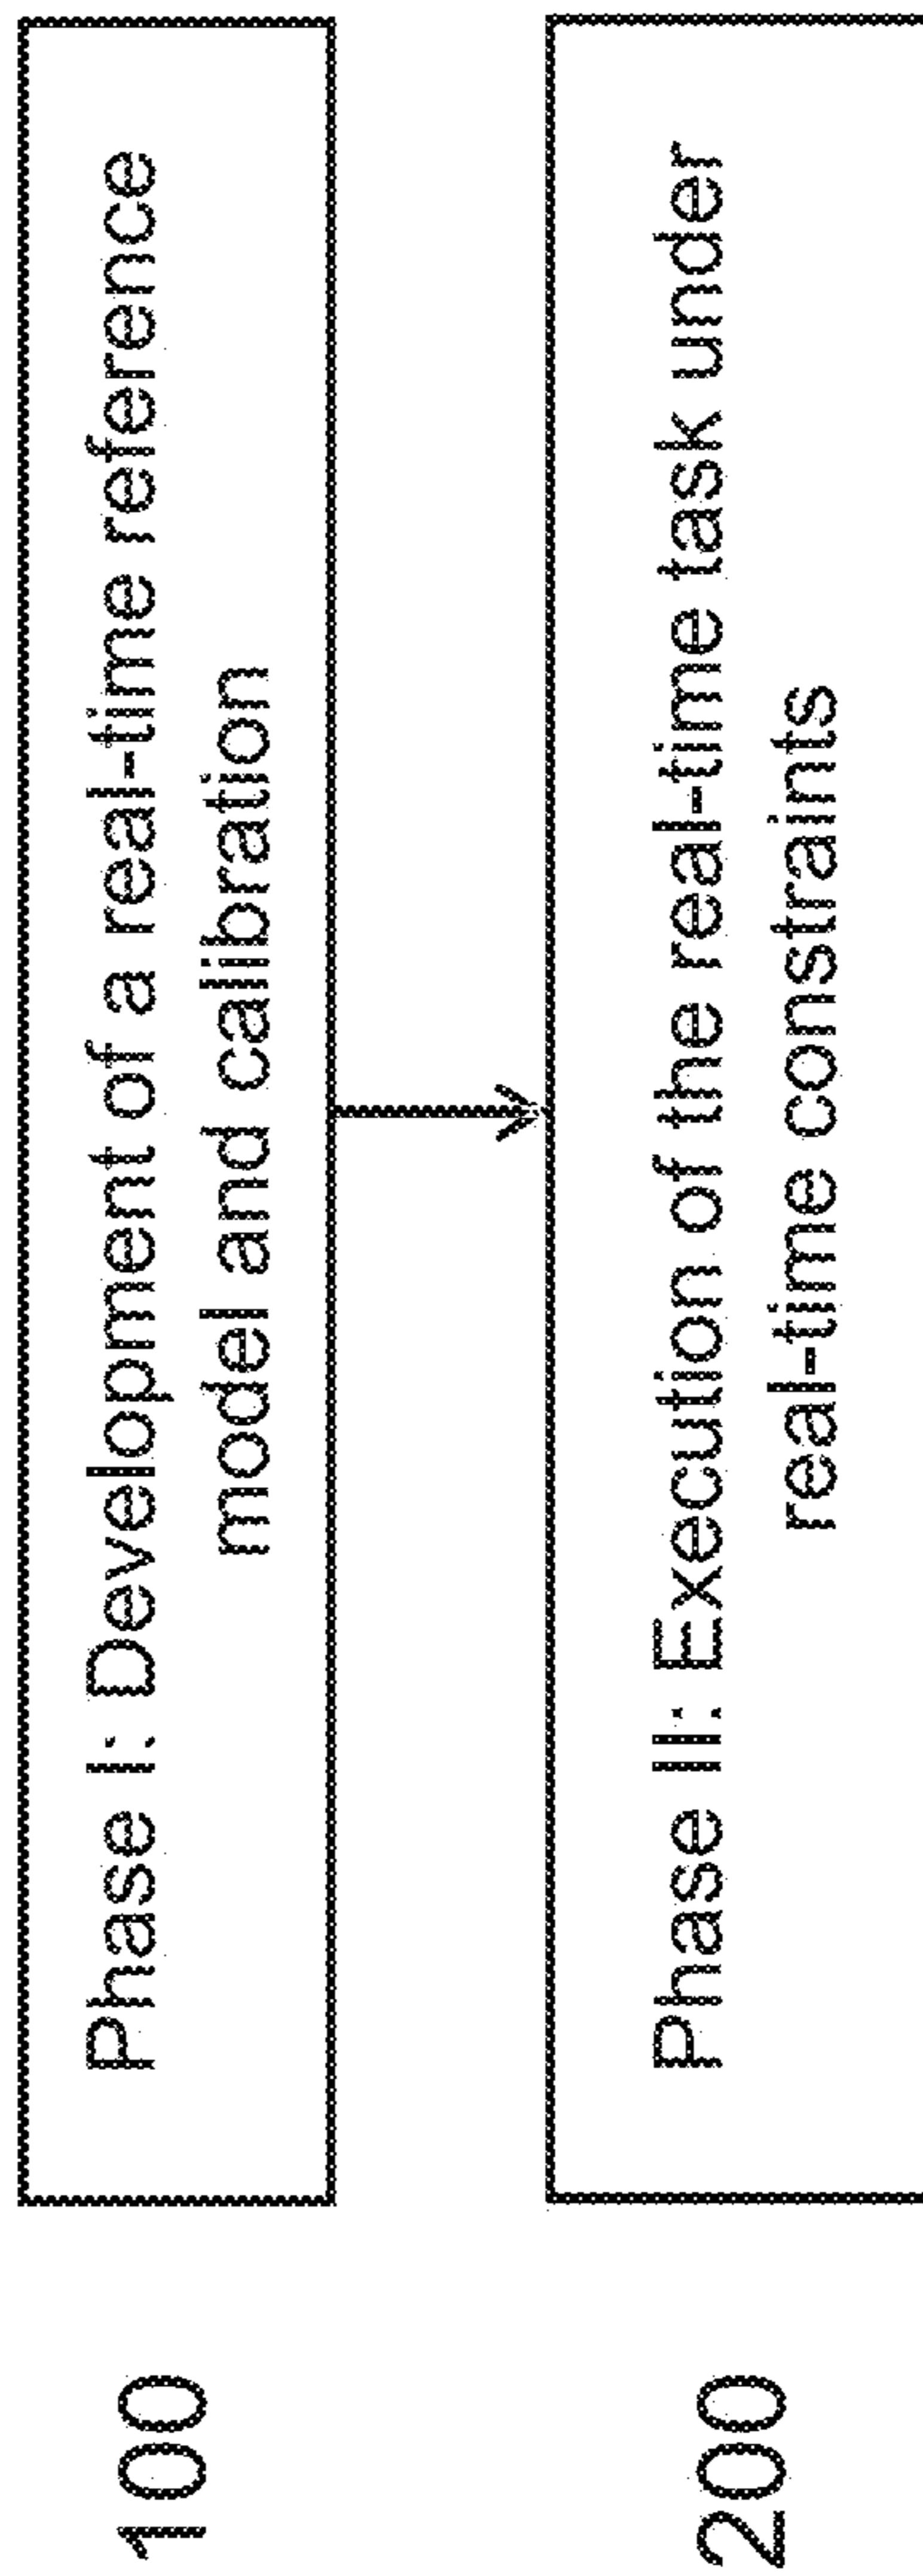 100
Phase I: Development of a real-time reference
model and calibration
200
Phase II: Execution of the real-time task under
real-time constraints